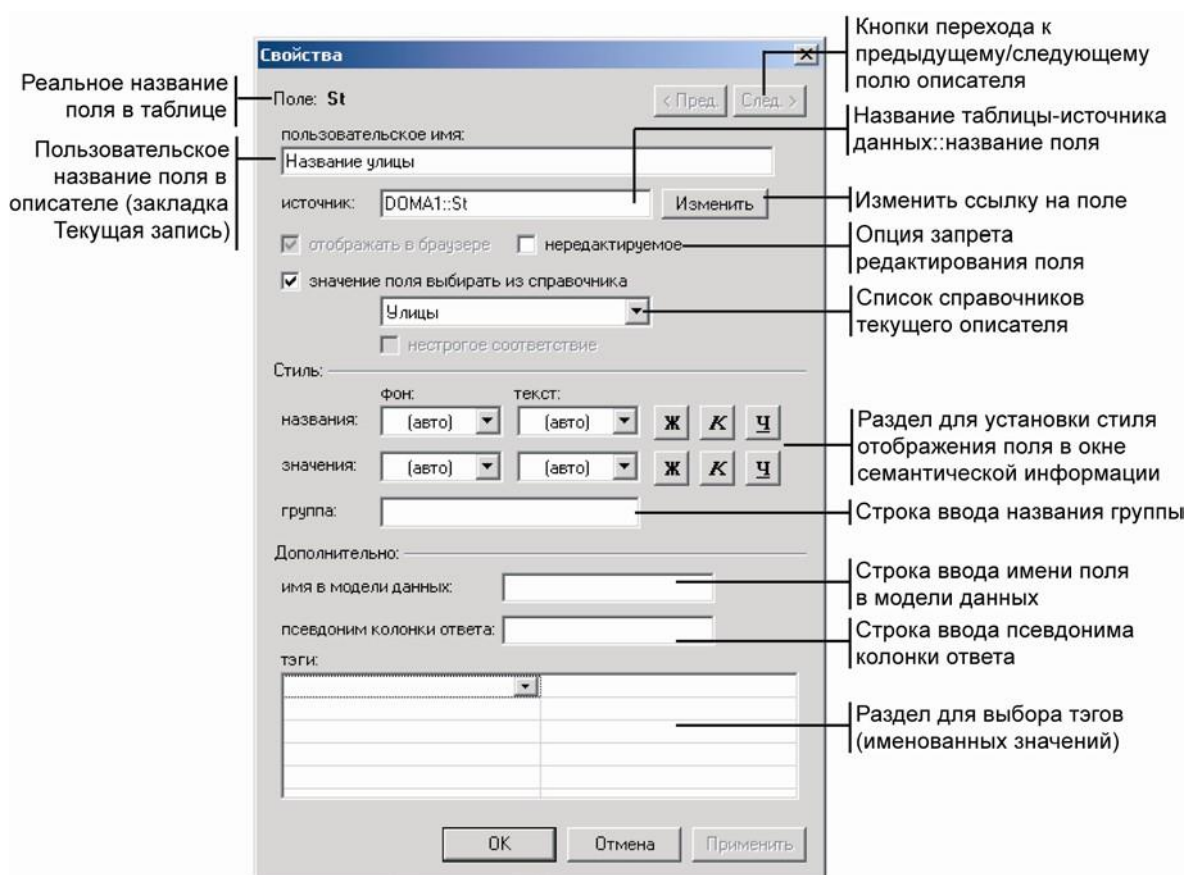 Реальное название
поля в таблице
Пользовательское
название поля в
описателе (закладка
Текущая запись)
Свойства
Поле: St
< Пред.
След. >
пользовательское имя:
Название улицы
источник:
DOMA1::St
Изменить
отображать в браузере
нередактируемое
значение поля выбирать из справочника
Улицы
нестрогое соответствие
Стиль:
фон:
текст:
названия:
(авто)
(авто)
Ж
К
Ч
значения:
(авто)
(авто)
Ж
К
Ч
группа:
Дополнительно:
имя в модели данных:
псевдоним колонки ответа:
тэги:
OK
Отмена
Применить
Кнопки перехода к
предыдущему/следующему
полю описателя
Название таблицы-источника
данных::название поля
Изменить ссылку на поле
Опция запрета
редактирования поля
Список справочников
текущего описателя
Раздел для установки стиля
отображения поля в окне
семантической информации
Строка ввода названия группы
Строка ввода имени поля
в модели данных
Строка ввода псевдонима
колонки ответа
Раздел для выбора тэгов
(именованных значений)